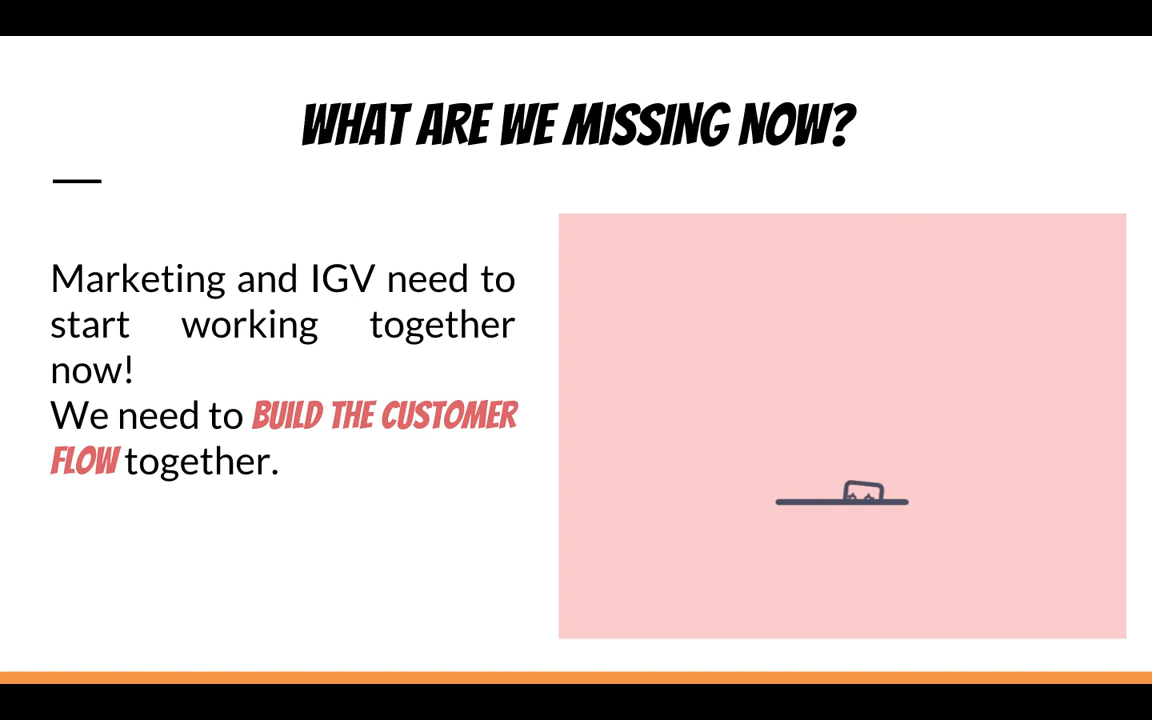 WHAT ARE WE MISSING NOW?
Marketing and IGV need to
start working together
now!
We need to BUILD THE CUSTOMER
FLOW together.